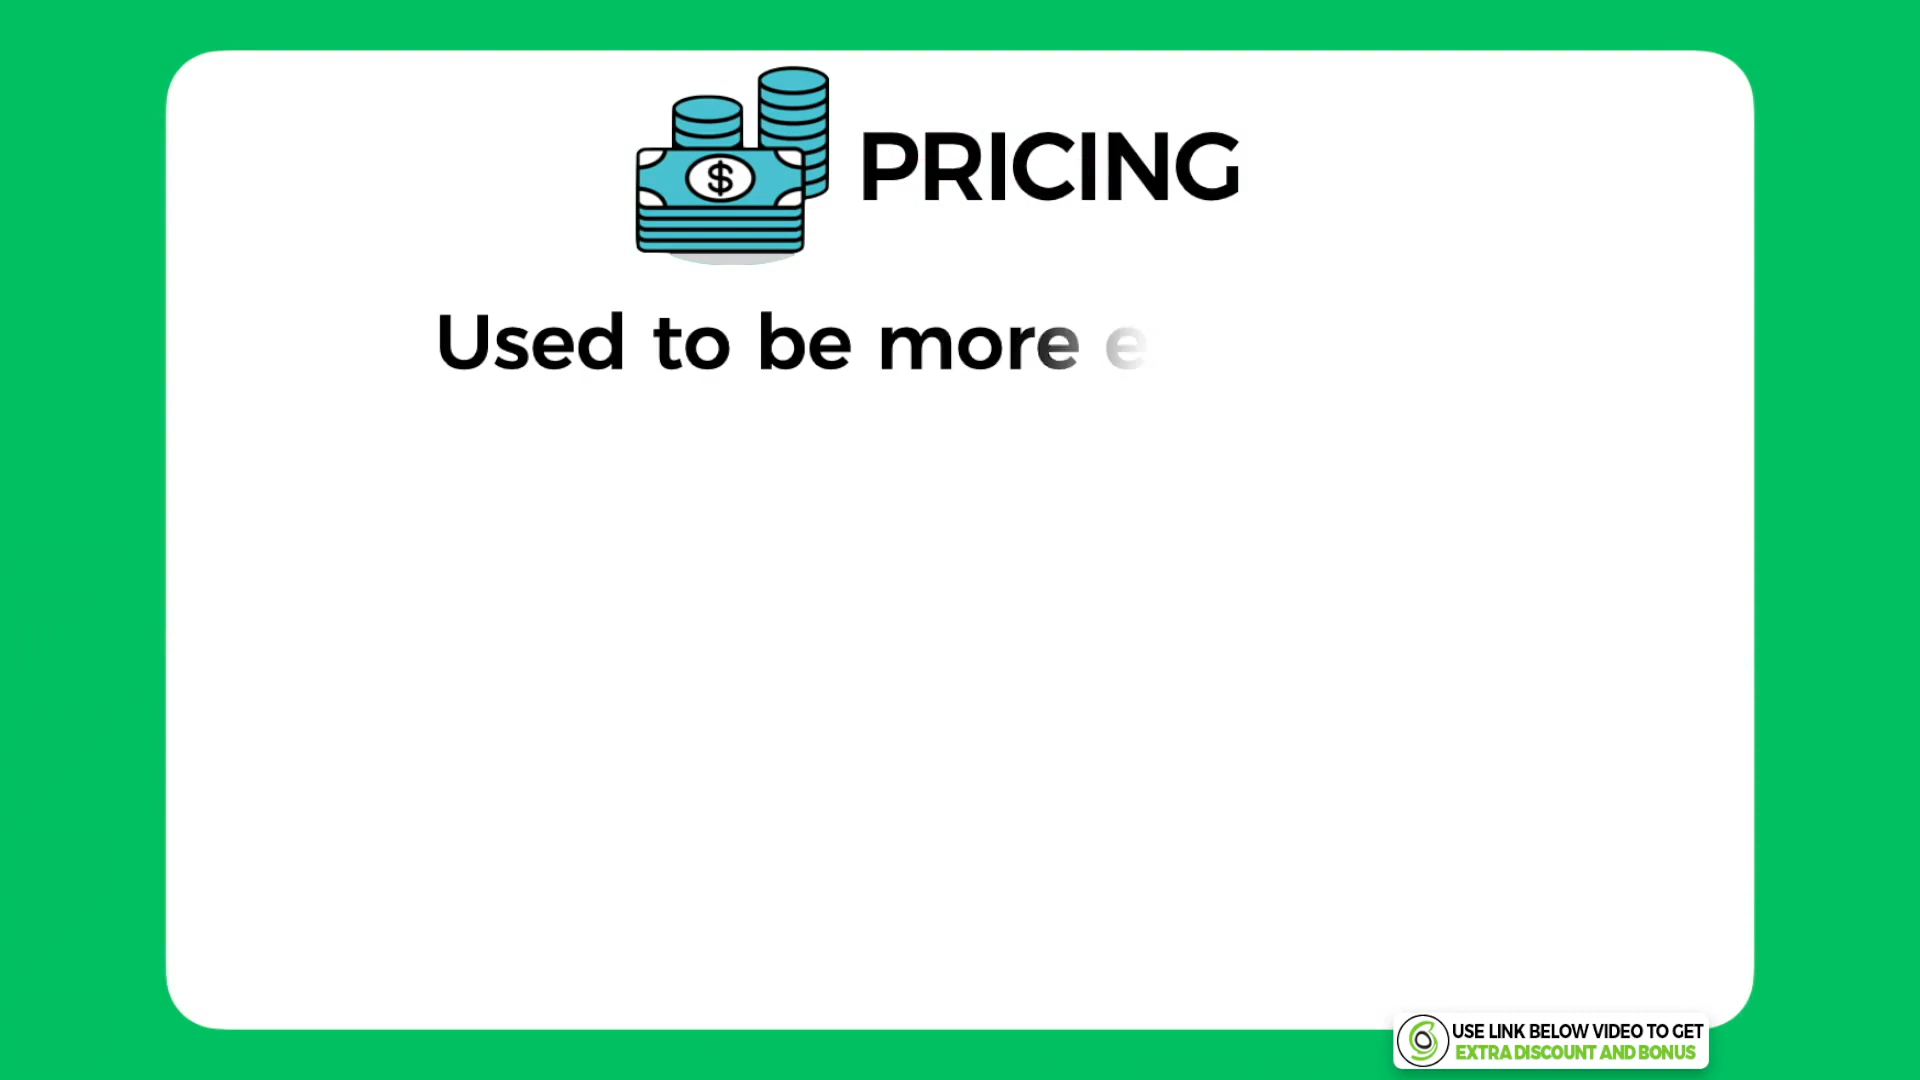 PRICING
Used to be more e
USE LINK BELOW VIDEO TO GET
EXTRA DISCOUNT AND BONUS